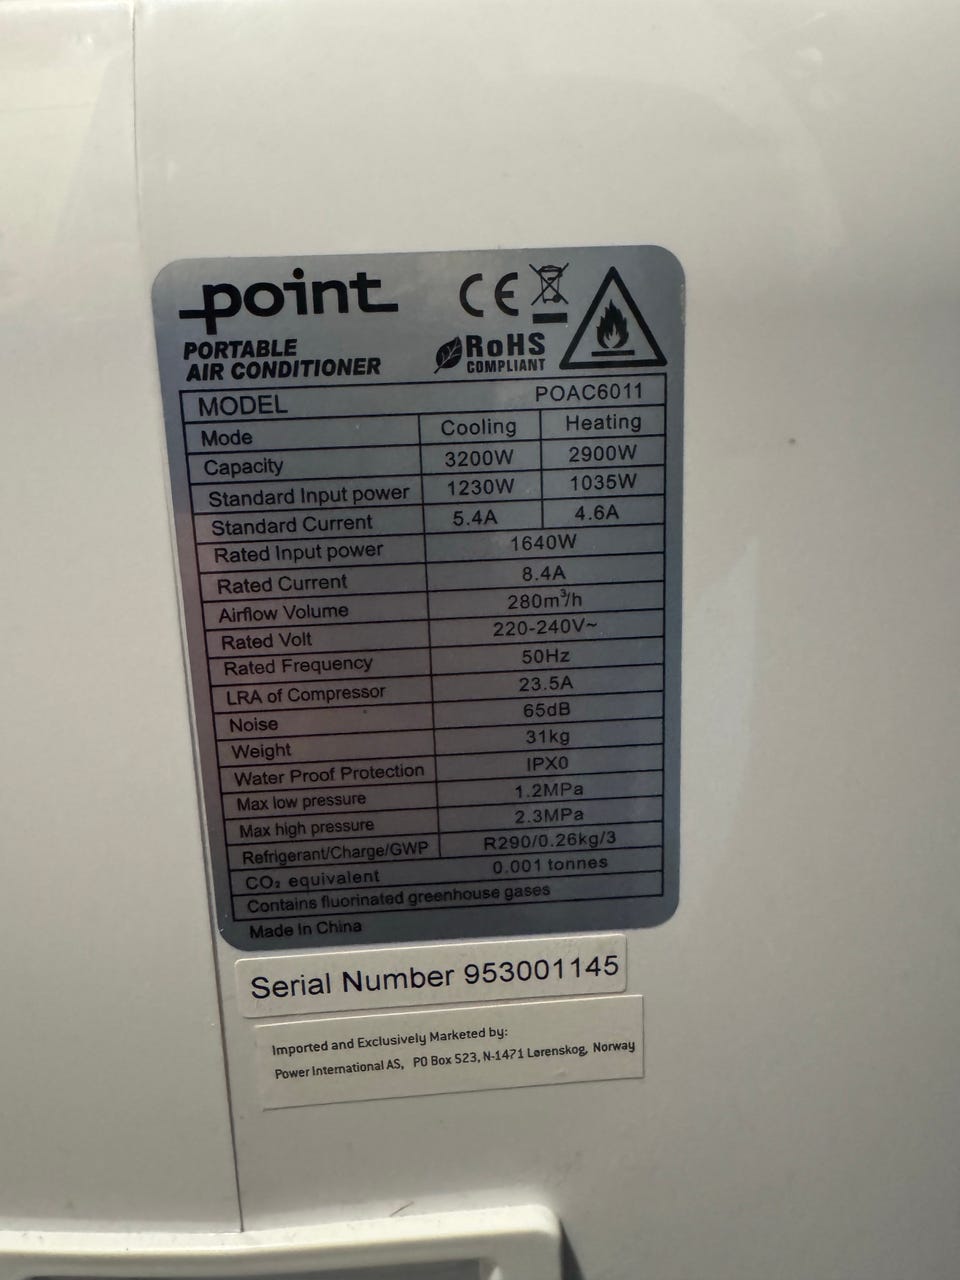 point
CE
PORTABLE
AIR CONDITIONER
RoHS
COMPLIANT
MODEL POAC6011
Mode Cooling Heating
Capacity 3200W 2900W
Standard Input power 1230W 1035W
Standard Current 5.4A 4.6A
Rated Input power 1640W
Rated Current 8.4A
Airflow Volume 280m³/h
Rated Volt 220-240V~
Rated Frequency 50Hz
LRA of Compressor 23.5A
Noise 65dB
Weight 31kg
Water Proof Protection IPX0
Max low pressure 1.2MPa
Max high pressure 2.3MPa
Refrigerant/Charge/GWP R290/0.26kg/3
CO₂ equivalent 0.001 tonnes
Contains fluorinated greenhouse gases
Made In China
Serial Number 953001145
Imported and Exclusively Marketed by:
Power International AS, PO Box 523, N-1471 Lørenskog, Norway